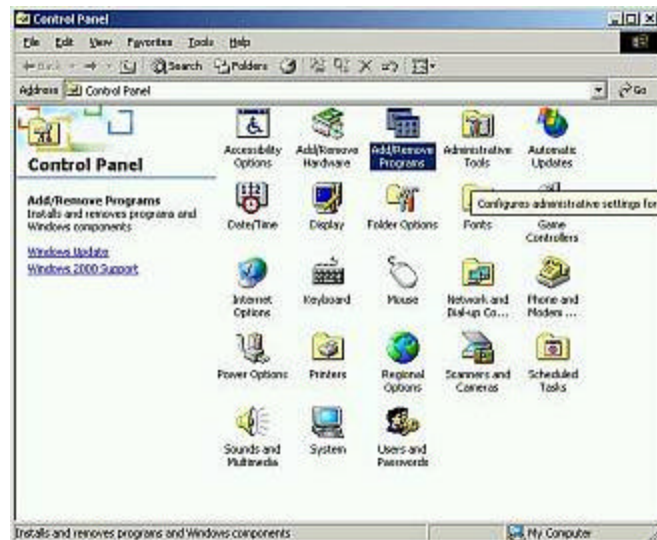 Control Panel
File Edit View Favorites Tools Help
Search Folders
Address Control Panel Go
Control Panel
Add/Remove Programs
Installs and removes programs and
Windows components
Windows Update
Windows 2000 Support
Accessibility
Options
Add/Remove
Hardware
Add/Remove
Programs
Administrative
Tools
Automatic
Updates
Date/Time
Display
Folder Options
Fonts
Game
Controllers
Configures administrative settings for
Internet
Options
Keyboard
Mouse
Network and
Dial-up Co...
Phone and
Modem ...
Power Options
Printers
Regional
Options
Scanners and
Cameras
Scheduled
Tasks
Sounds and
Multimedia
System
Users and
Passwords
Installs and removes programs and Windows components
My Computer